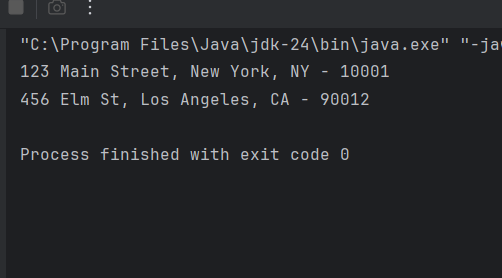 "C:\Program Files\Java\jdk-24\bin\java.exe" "-jav
123 Main Street, New York, NY - 10001
456 Elm St, Los Angeles, CA - 90012
Process finished with exit code 0